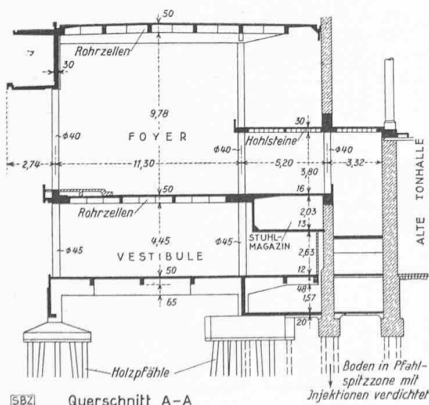 50
Rohrzellen
30
9,78
30
Hohlsteine
FOYER
φ40
φ40
φ40
2,74
11,30
5,20
3,32
3,80
50
16
Rohrzellen
2,03
13
STUHL-
MAGAZIN
4,45
2,63
φ45
φ45
VESTIBULE
50
12
65
48
1,57
20
ALTE TONHALLE
Holzpfähle
Boden in Pfahl-
spitzzone mit
Injektionen verdichtet
SBZ Querschnitt A-A